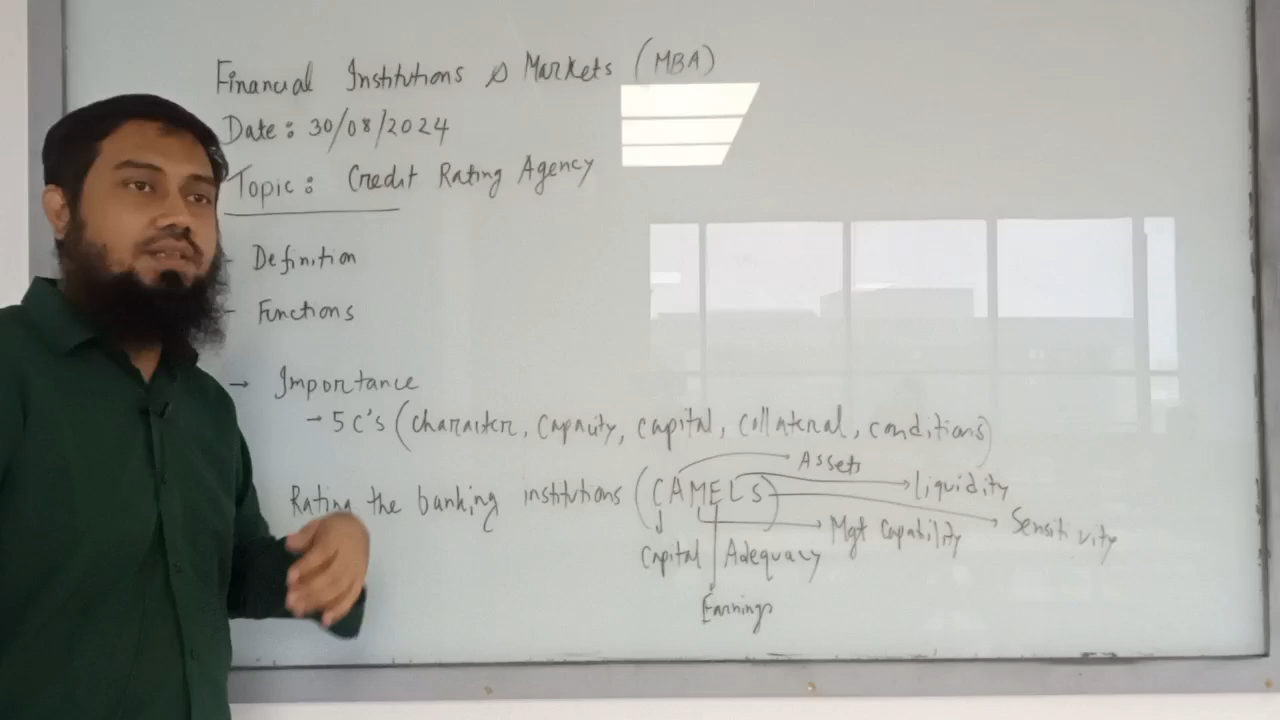 Financial Institutions & Markets (MBA)
Date: 30/08/2024
Topic: Credit Rating Agency
- Definition
- Functions
→ Importance
→ 5 C's (character, capacity, capital, collateral, conditions)
Rating the banking institutions (CAMELS)
Assets
Liquidity
Sensitivity
Mgt Capability
Capital Adequacy
Earnings